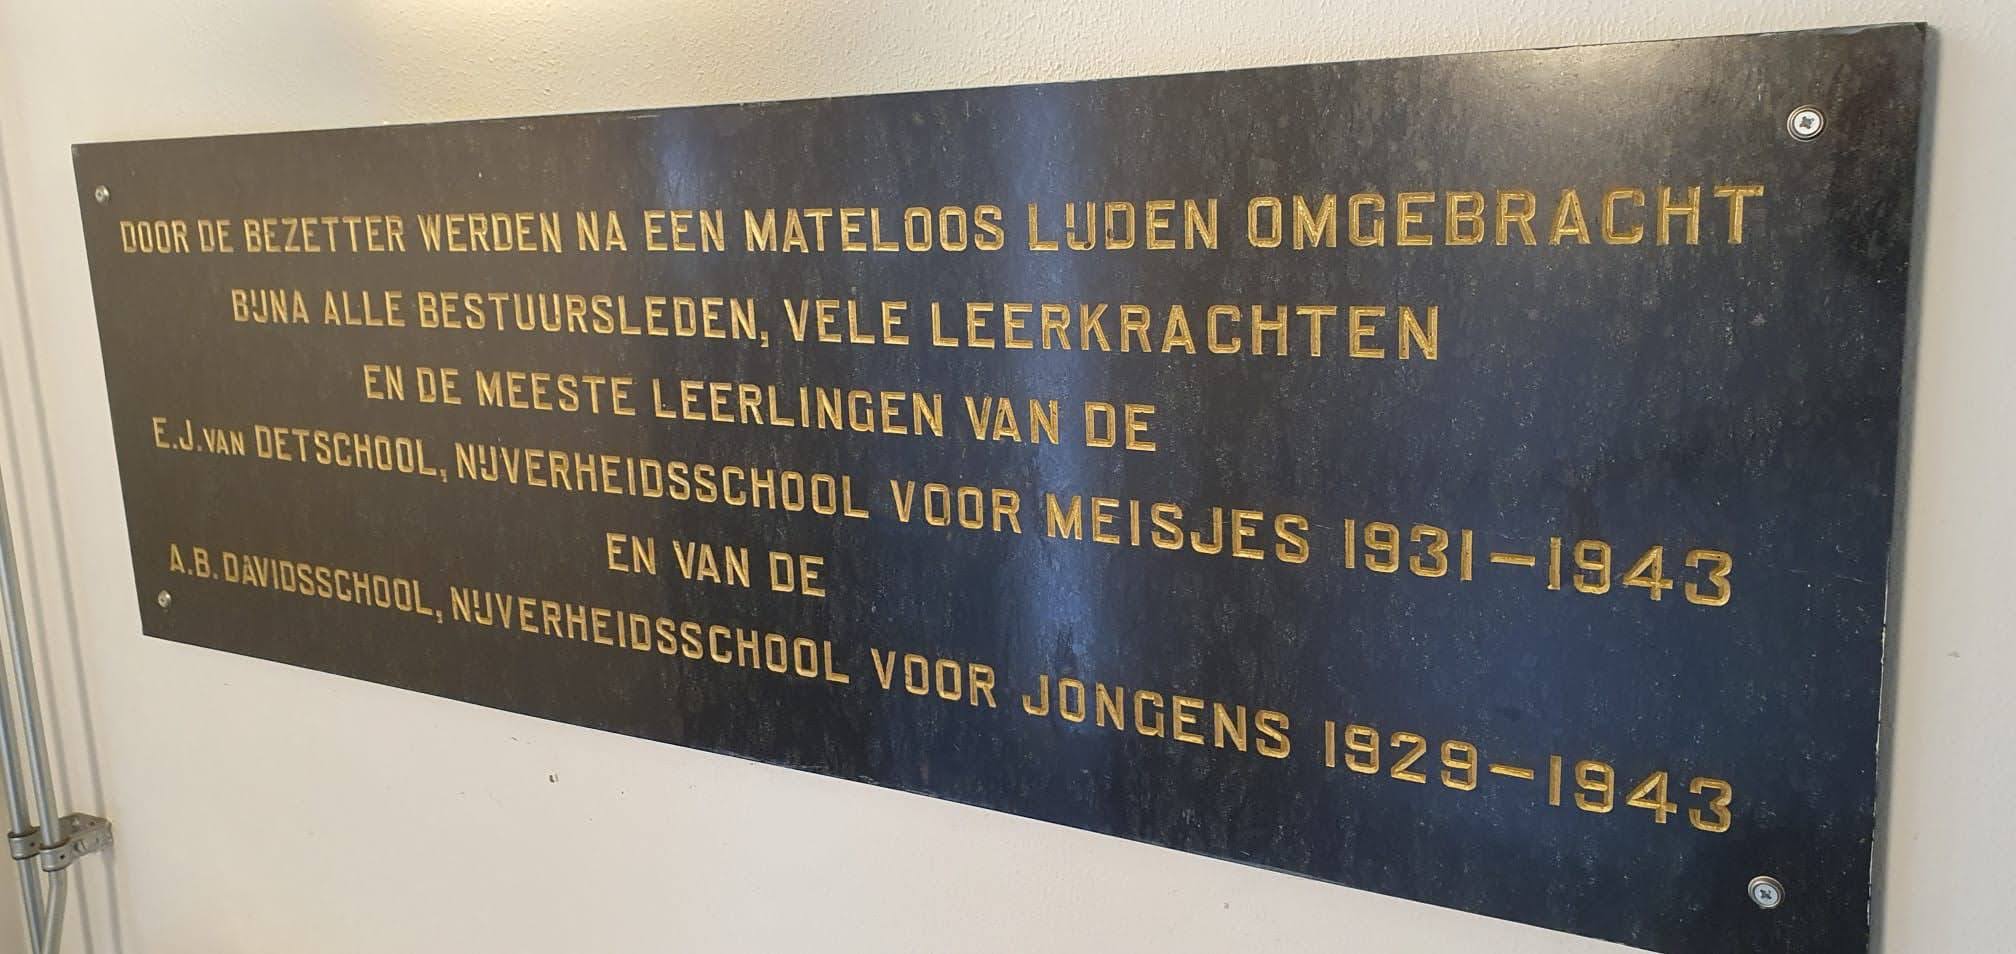 DOOR DE BEZETTER WERDEN NA EEN MATELOOS LIJDEN OMGEBRACHT
BIJNA ALLE BESTUURSLEDEN, VELE LEERKRACHTEN
EN DE MEESTE LEERLINGEN VAN DE
E.J. VAN DETSCHOOL, NIJVERHEIDSSCHOOL VOOR MEISJES 1931-1943
EN VAN DE
A.B. DAVIDSSCHOOL, NIJVERHEIDSSCHOOL VOOR JONGENS 1929-1943